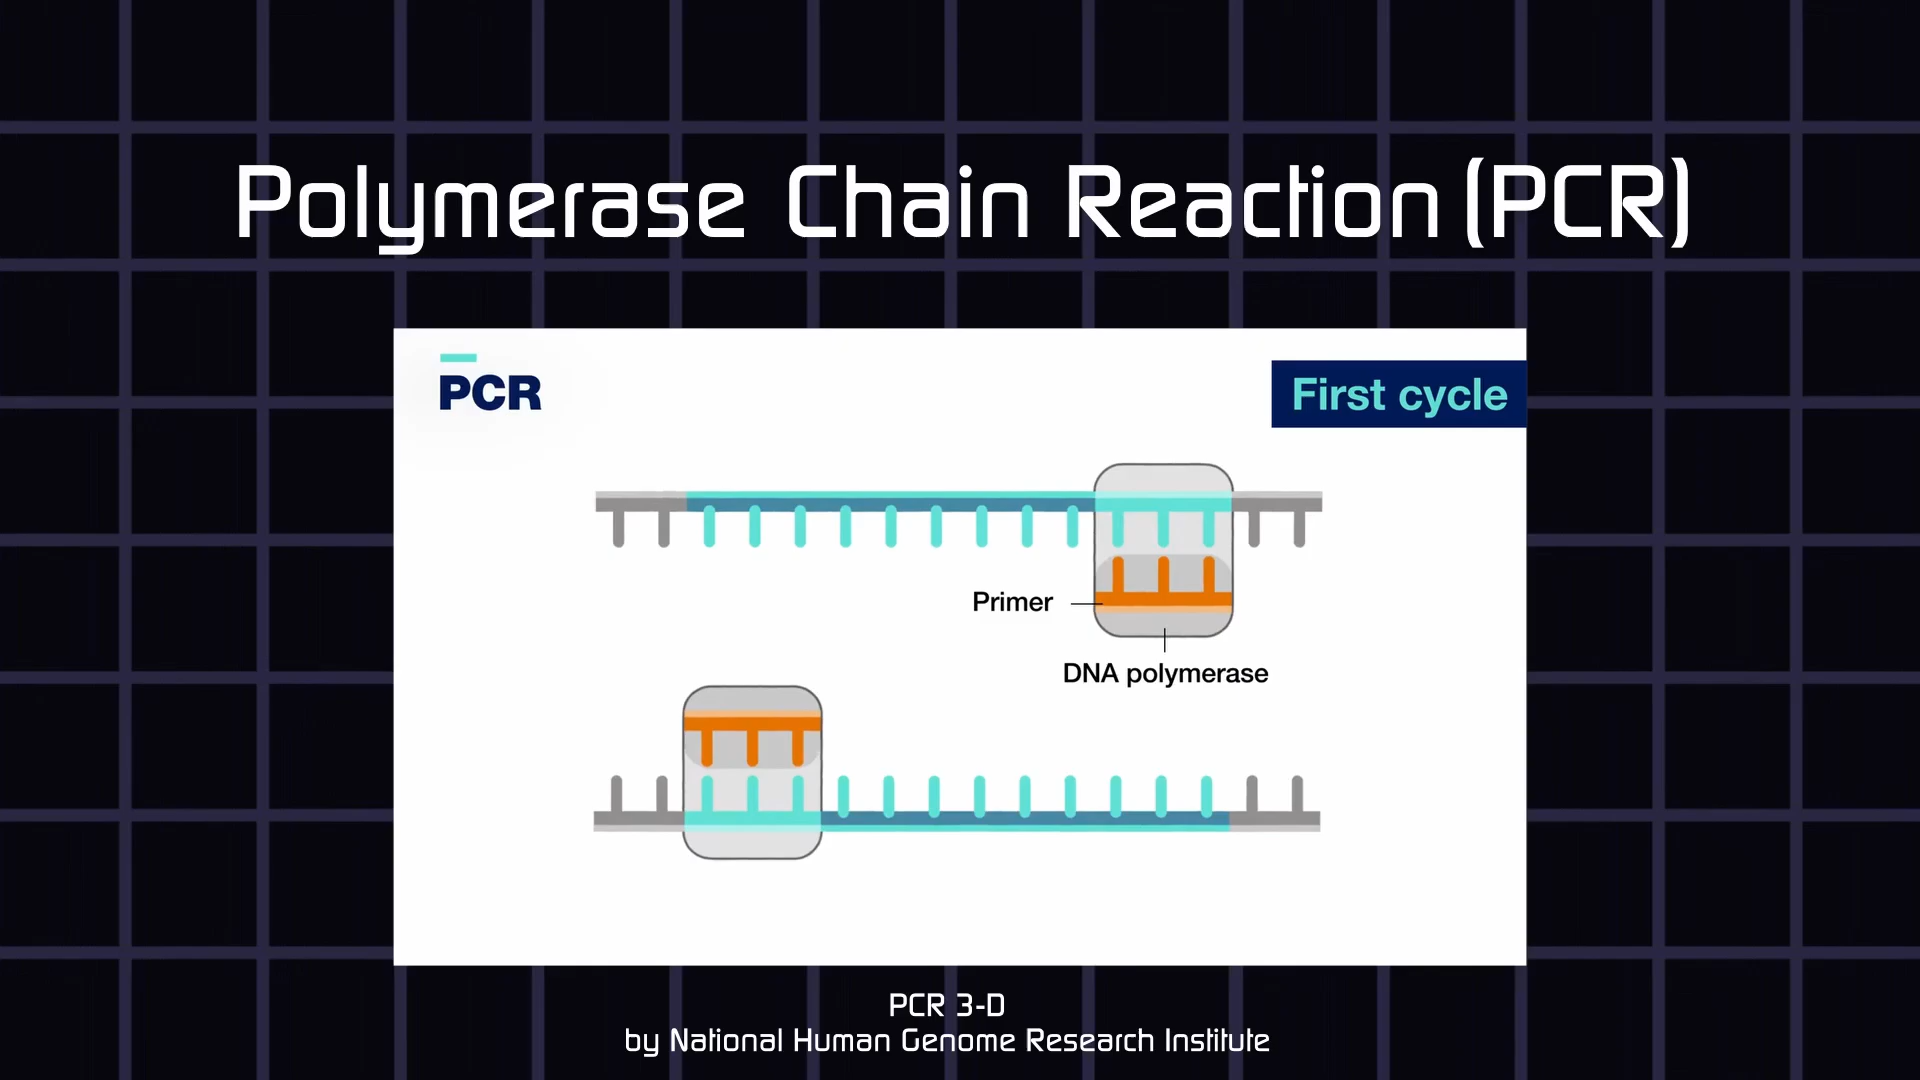 Polymerase Chain Reaction (PCR)
PCR
First cycle
Primer
DNA polymerase
PCR 3-D
by National Human Genome Research Institute